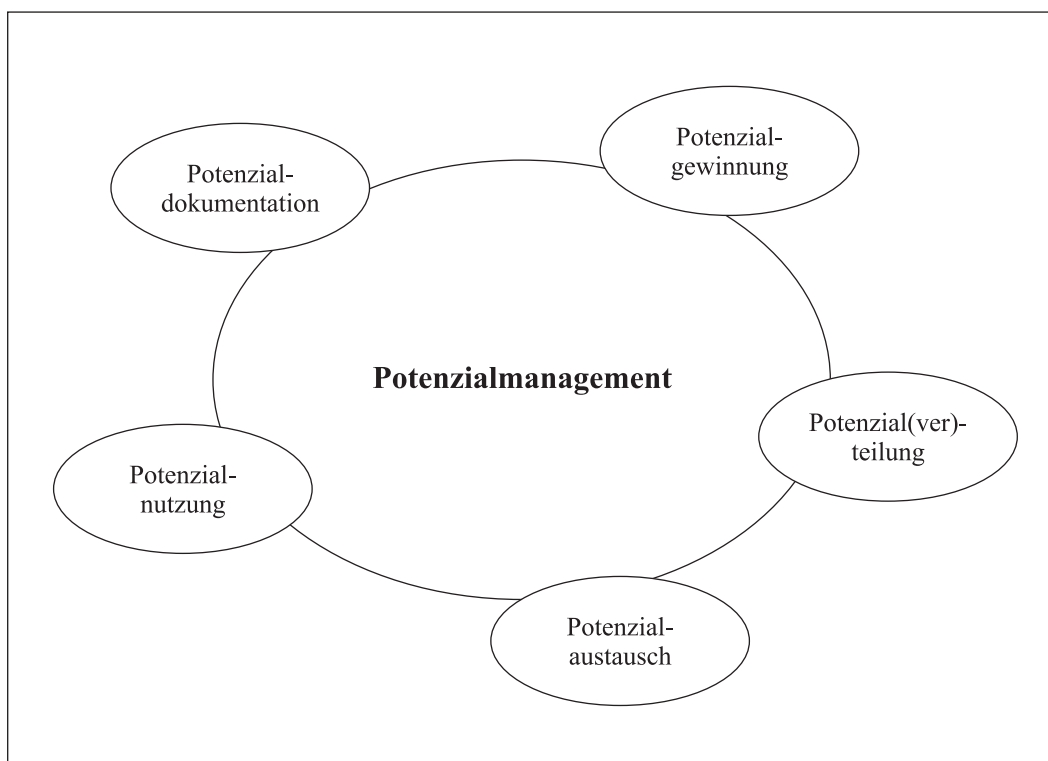 Potenzial-
gewinnung
Potenzial-
dokumentation
Potenzialmanagement
Potenzial(ver)-
teilung
Potenzial-
nutzung
Potenzial-
austausch